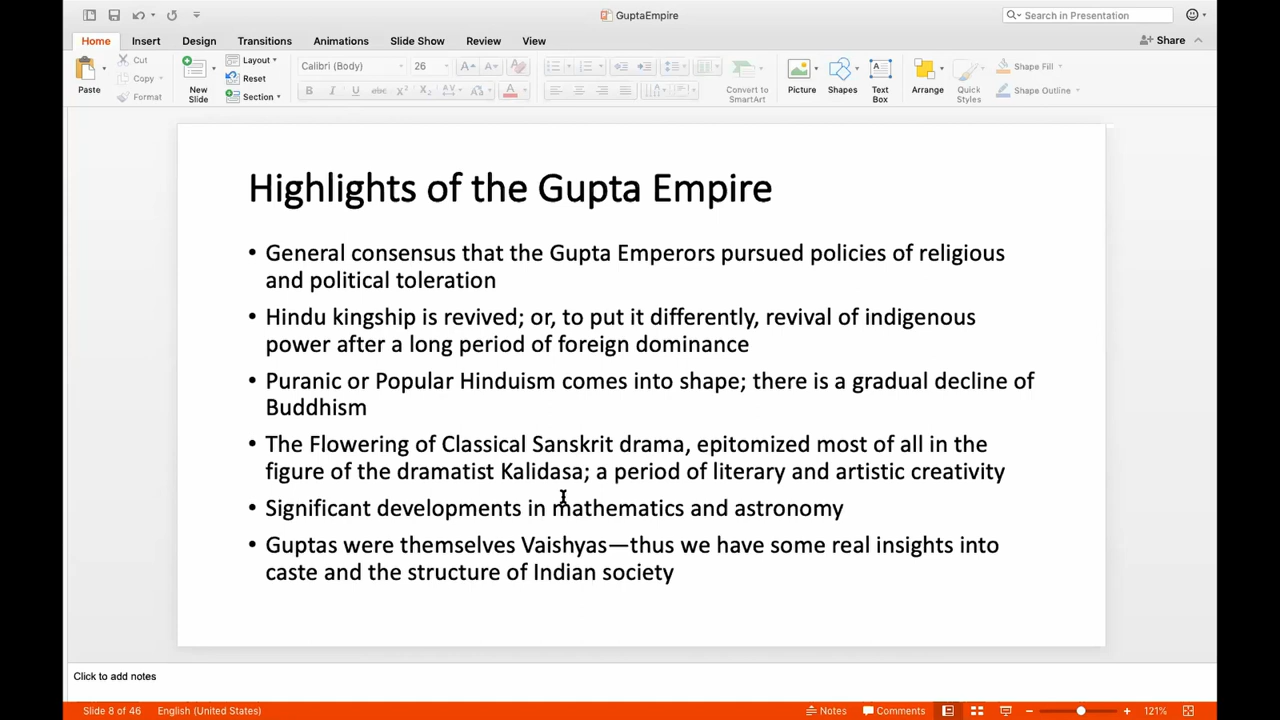 GuptaEmpire
Search in Presentation
Home Insert Design Transitions Animations Slide Show Review View
Share
Paste
Cut
Copy
Format
New
Slide
Layout
Reset
Section
Calibri (Body) 26
Convert to
SmartArt
Picture
Shapes
Text
Box
Arrange
Quick
Styles
Shape Fill
Shape Outline
Highlights of the Gupta Empire
• General consensus that the Gupta Emperors pursued policies of religious
and political toleration
• Hindu kingship is revived; or, to put it differently, revival of indigenous
power after a long period of foreign dominance
• Puranic or Popular Hinduism comes into shape; there is a gradual decline of
Buddhism
• The Flowering of Classical Sanskrit drama, epitomized most of all in the
figure of the dramatist Kalidasa; a period of literary and artistic creativity
• Significant developments in mathematics and astronomy
• Guptas were themselves Vaishyas—thus we have some real insights into
caste and the structure of Indian society
Click to add notes
Slide 8 of 46 English (United States) Notes Comments 121%